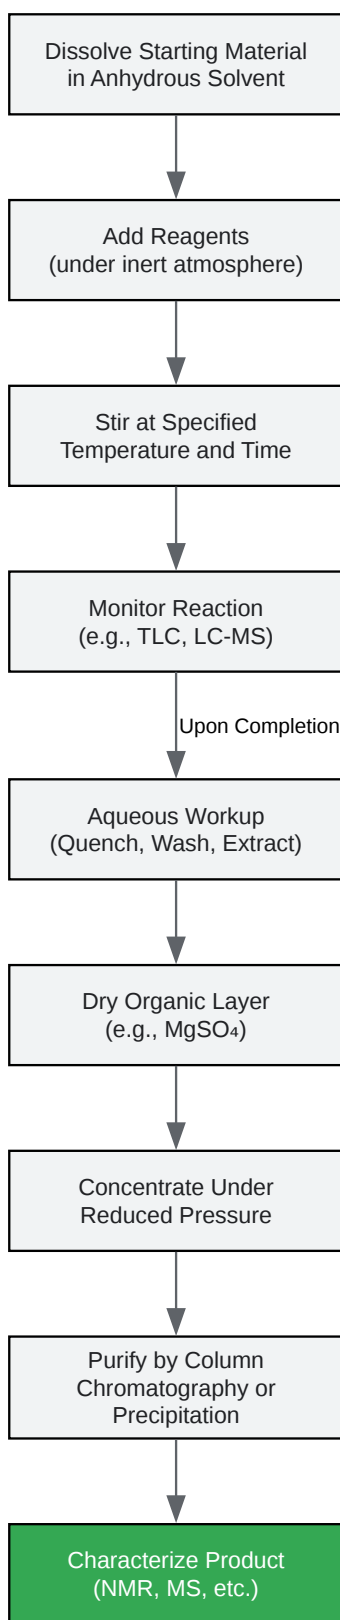 Dissolve Starting Material
in Anhydrous Solvent
Add Reagents
(under inert atmosphere)
Stir at Specified
Temperature and Time
Monitor Reaction
(e.g., TLC, LC-MS)
Upon Completion
Aqueous Workup
(Quench, Wash, Extract)
Dry Organic Layer
(e.g., MgSO₄)
Concentrate Under
Reduced Pressure
Purify by Column
Chromatography or
Precipitation
Characterize Product
(NMR, MS, etc.)